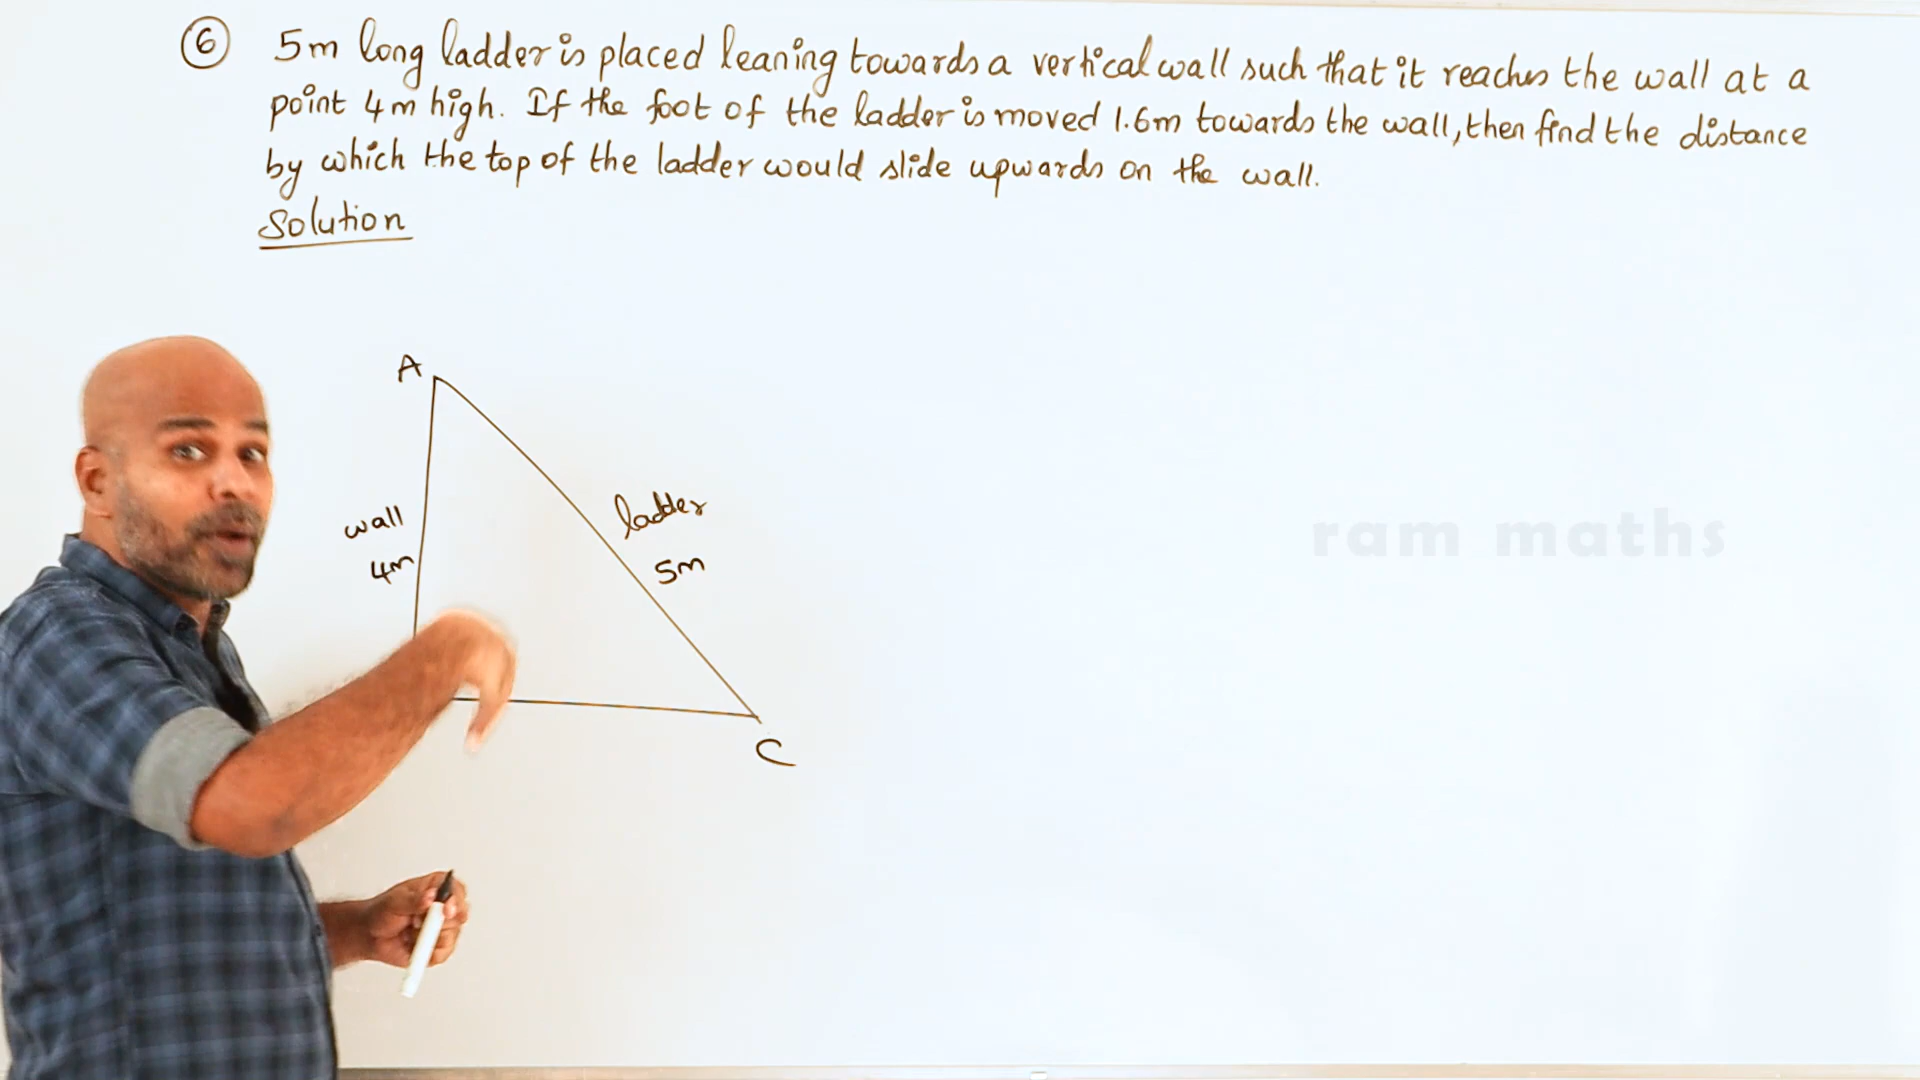 6 5m long ladder is placed leaning towards a vertical wall such that it reaches the wall at a
point 4m high. If the foot of the ladder is moved 1.6m towards the wall, then find the distance
by which the top of the ladder would slide upwards on the wall.
Solution
A
wall
4m
ladder
5m
C
ram maths